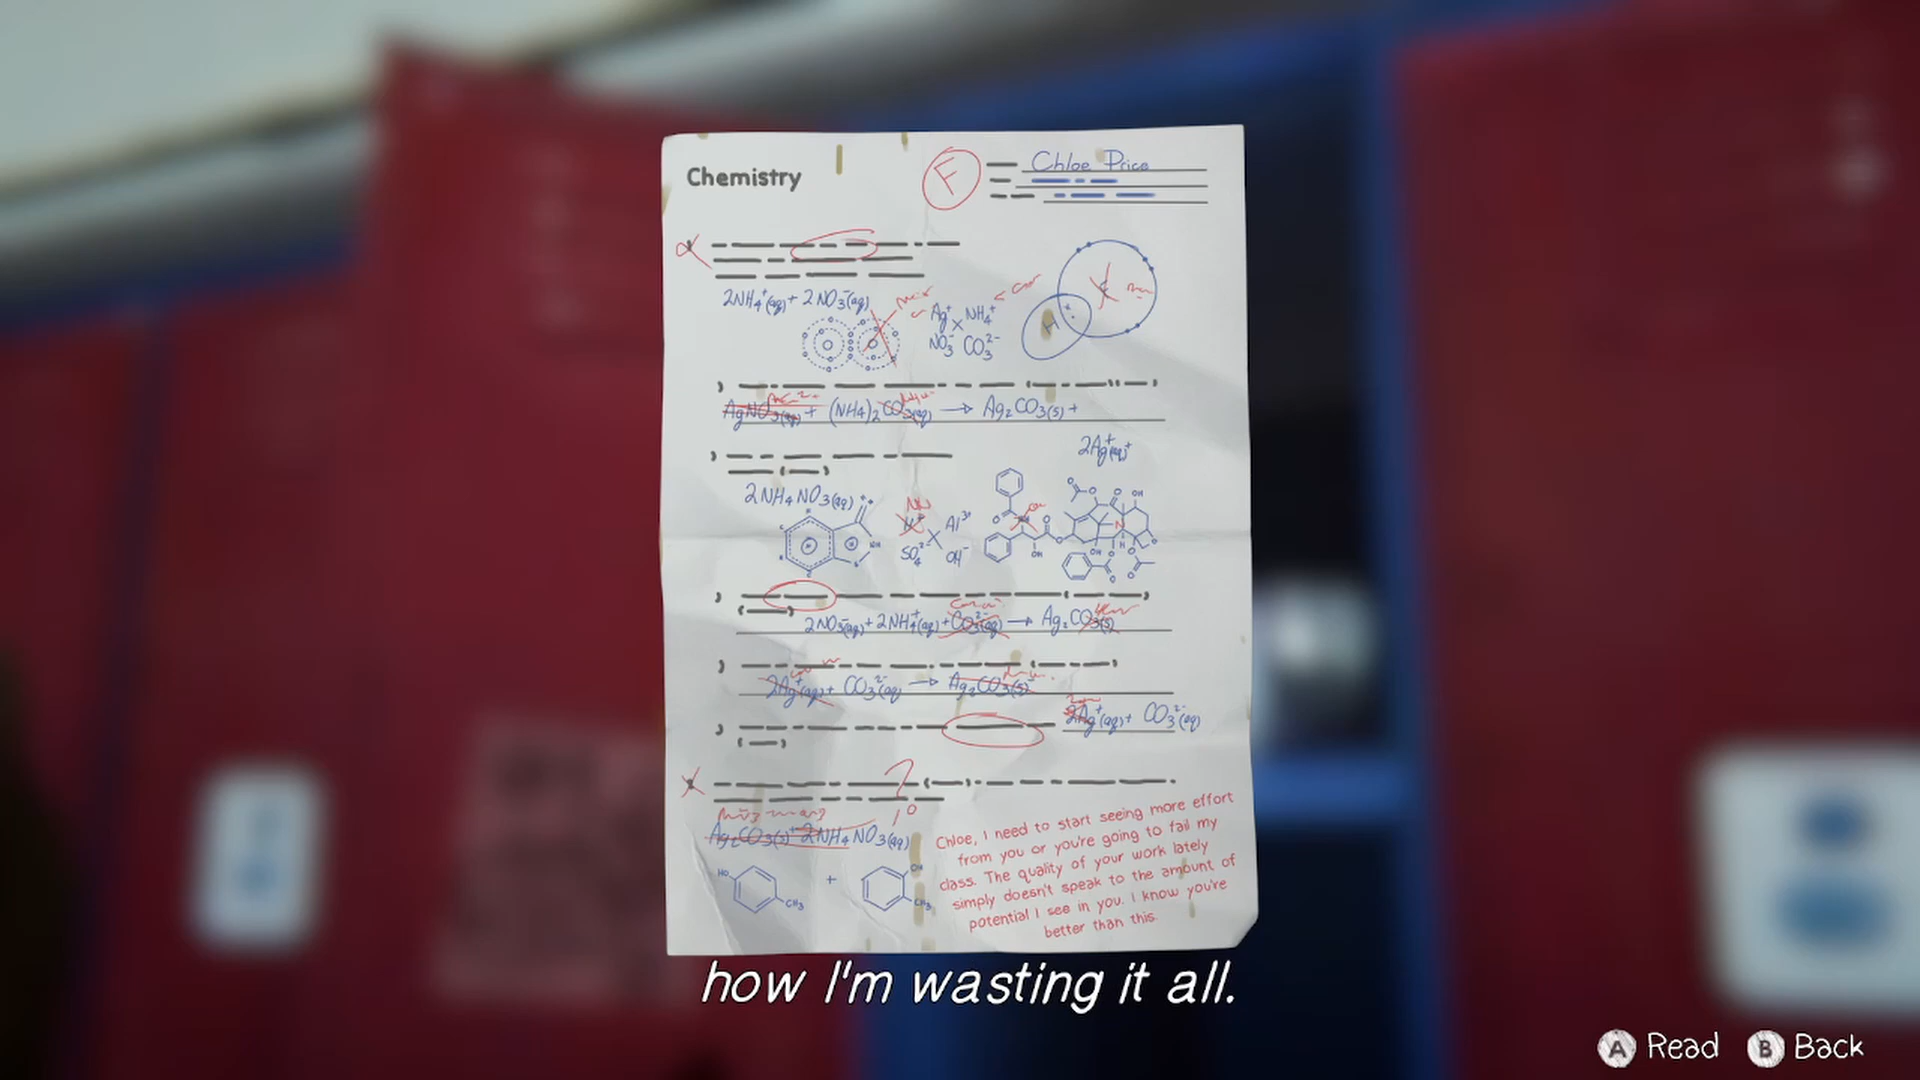 Chemistry
F
Chloe Price
2NH₄⁺(aq) + 2NO₃⁻(aq)
Ag⁺ NH₄⁺
NO₃⁻ CO₃²⁻
H
AgNO₃(aq) + (NH4)₂CO₃(aq) → Ag₂CO₃(s) +
2Ag⁺(aq)
2NH₄NO₃(aq)
Al³⁺
SO₄²⁻ OH⁻
2NO₃⁻(aq) + 2NH₄⁺(aq) + CO₃²⁻(aq) → Ag₂CO₃(s)
2Ag⁺(aq) + CO₃²⁻(aq) → Ag₂CO₃(s)
2Ag⁺(aq) + CO₃²⁻(aq)
?
Ag₂CO₃(s) + 2NH₄NO₃(aq)
HO CH₃ + OH CH₃
Chloe, I need to start seeing more effort
from you or you're going to fail my
class. The quality of your work lately
simply doesn't speak to the amount of
potential I see in you. I know you're
better than this.
how I'm wasting it all.
A Read B Back